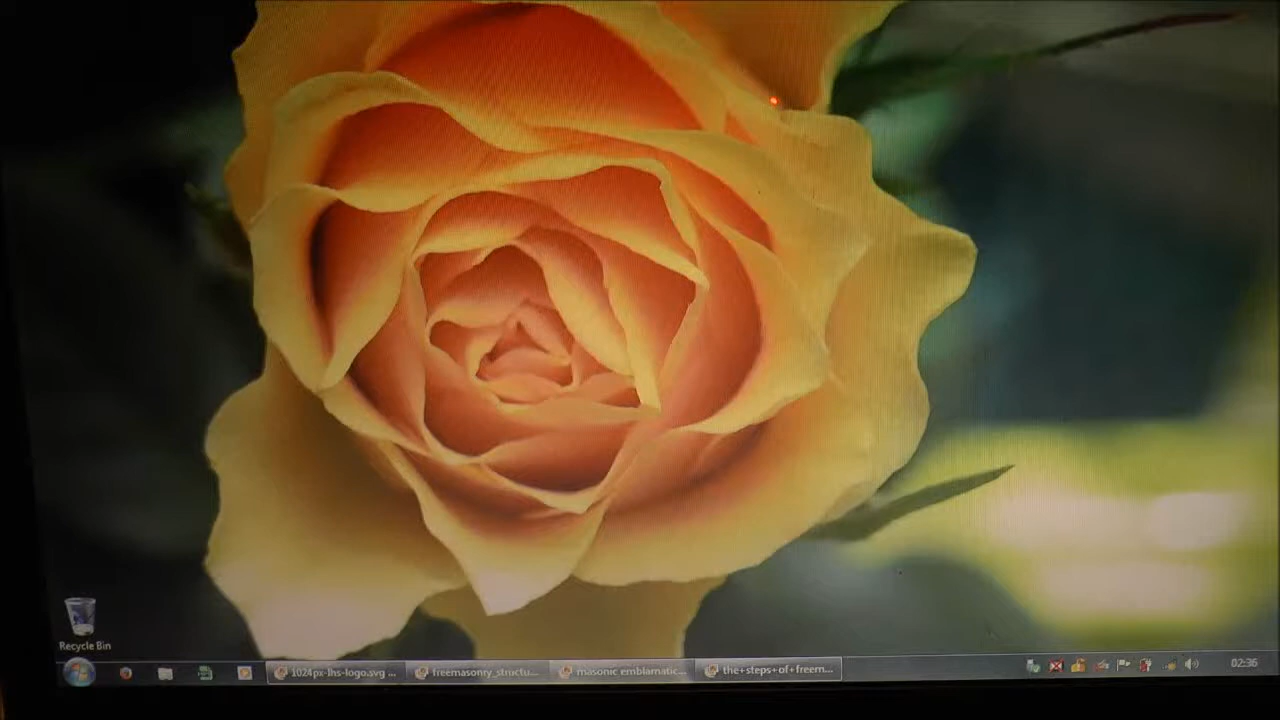 Recycle Bin
1024px-lhs-logo.svg ...
freemasonry_structu...
masonic emblamatic...
the+steps+of+freem...
02:36